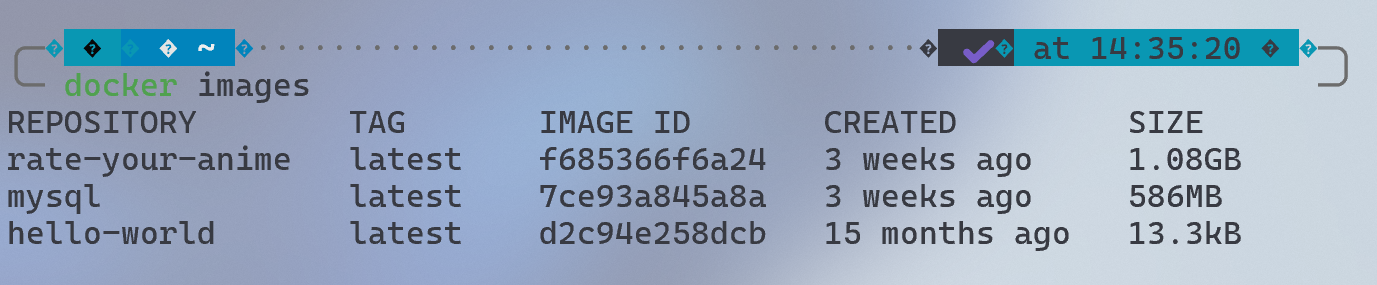 � � ~ at 14:35:20 �
docker images
REPOSITORY TAG IMAGE ID CREATED SIZE
rate-your-anime latest f685366f6a24 3 weeks ago 1.08GB
mysql latest 7ce93a845a8a 3 weeks ago 586MB
hello-world latest d2c94e258dcb 15 months ago 13.3kB